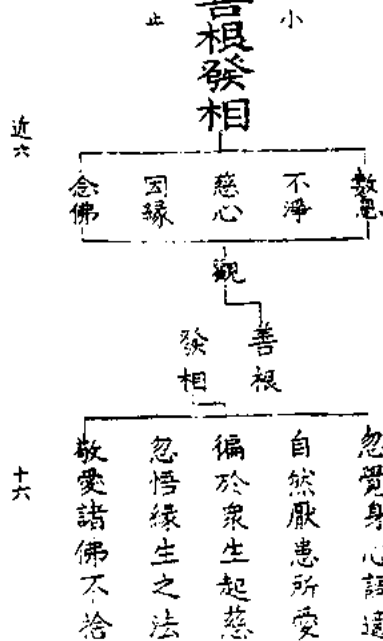 小
止
善根發相
數息
不淨
慈心
因緣
念佛
觀
善根
發相
忽覺身心
自然厭患所愛
徧於眾生起慈
忽悟緣生之法
敬愛諸佛不捨
近六
十六